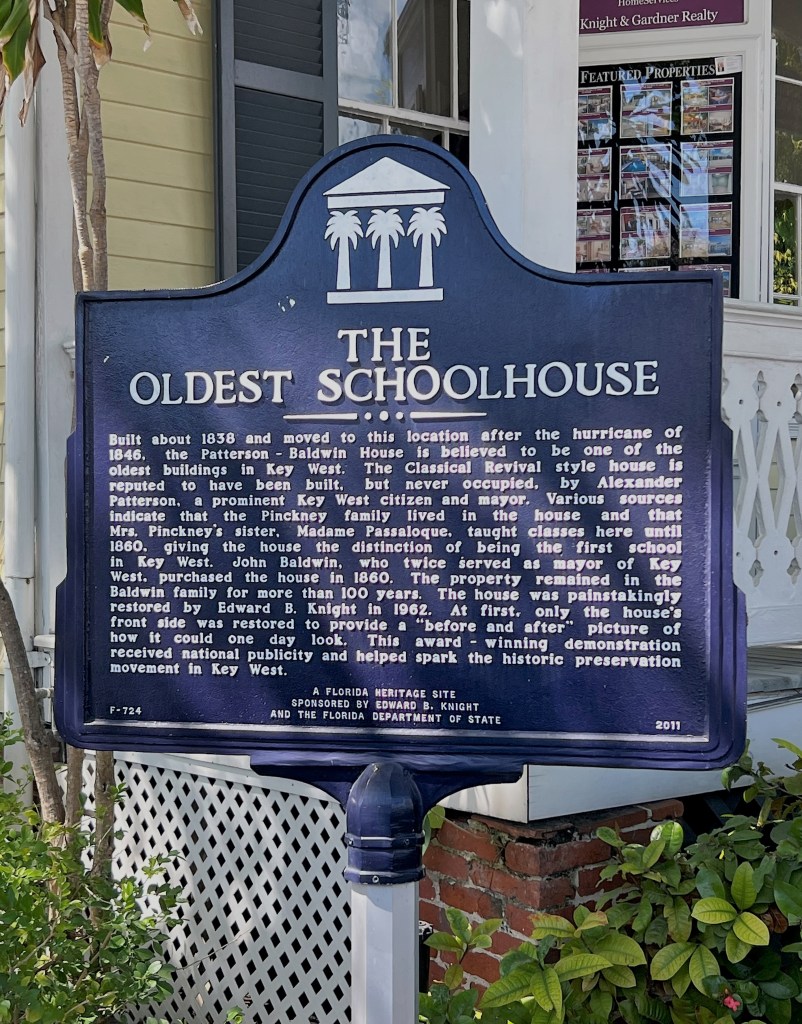 HomeServices
Knight & Gardner Realty
FEATURED PROPERTIES
THE
OLDEST SCHOOLHOUSE
Built about 1838 and moved to this location after the hurricane of
1846, the Patterson - Baldwin House is believed to be one of the
oldest buildings in Key West. The Classical Revival style house is
reputed to have been built, but never occupied, by Alexander
Patterson, a prominent Key West citizen and mayor. Various sources
indicate that the Pinckney family lived in the house and that
Mrs. Pinckney's sister, Madame Passaloque, taught classes here until
1860, giving the house the distinction of being the first school
in Key West. John Baldwin, who twice served as mayor of Key
West, purchased the house in 1860. The property remained in the
Baldwin family for more than 100 years. The house was painstakingly
restored by Edward B. Knight in 1962. At first, only the house's
front side was restored to provide a "before and after" picture of
how it could one day look. This award - winning demonstration
received national publicity and helped spark the historic preservation
movement in Key West.
A FLORIDA HERITAGE SITE
SPONSORED BY EDWARD B. KNIGHT
AND THE FLORIDA DEPARTMENT OF STATE
F-724
2011